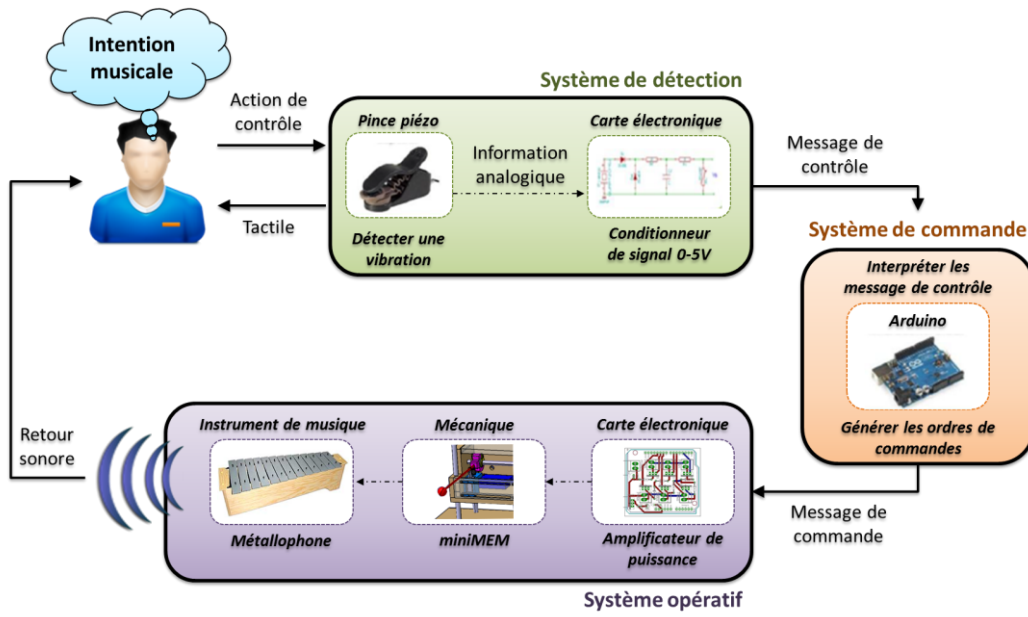 Intention
musicale
Action de
contrôle
Tactile
Système de détection
Pince piézo
Carte électronique
Information
analogique
Détecter une
vibration
Conditionneur
de signal 0-5V
Message de
contrôle
Système de commande
Interpréter les
message de contrôle
Arduino
Générer les ordres de
commandes
Message de
commande
Instrument de musique
Mécanique
Carte électronique
Métallophone
miniMEM
Amplificateur de
puissance
Système opératif
Retour
sonore